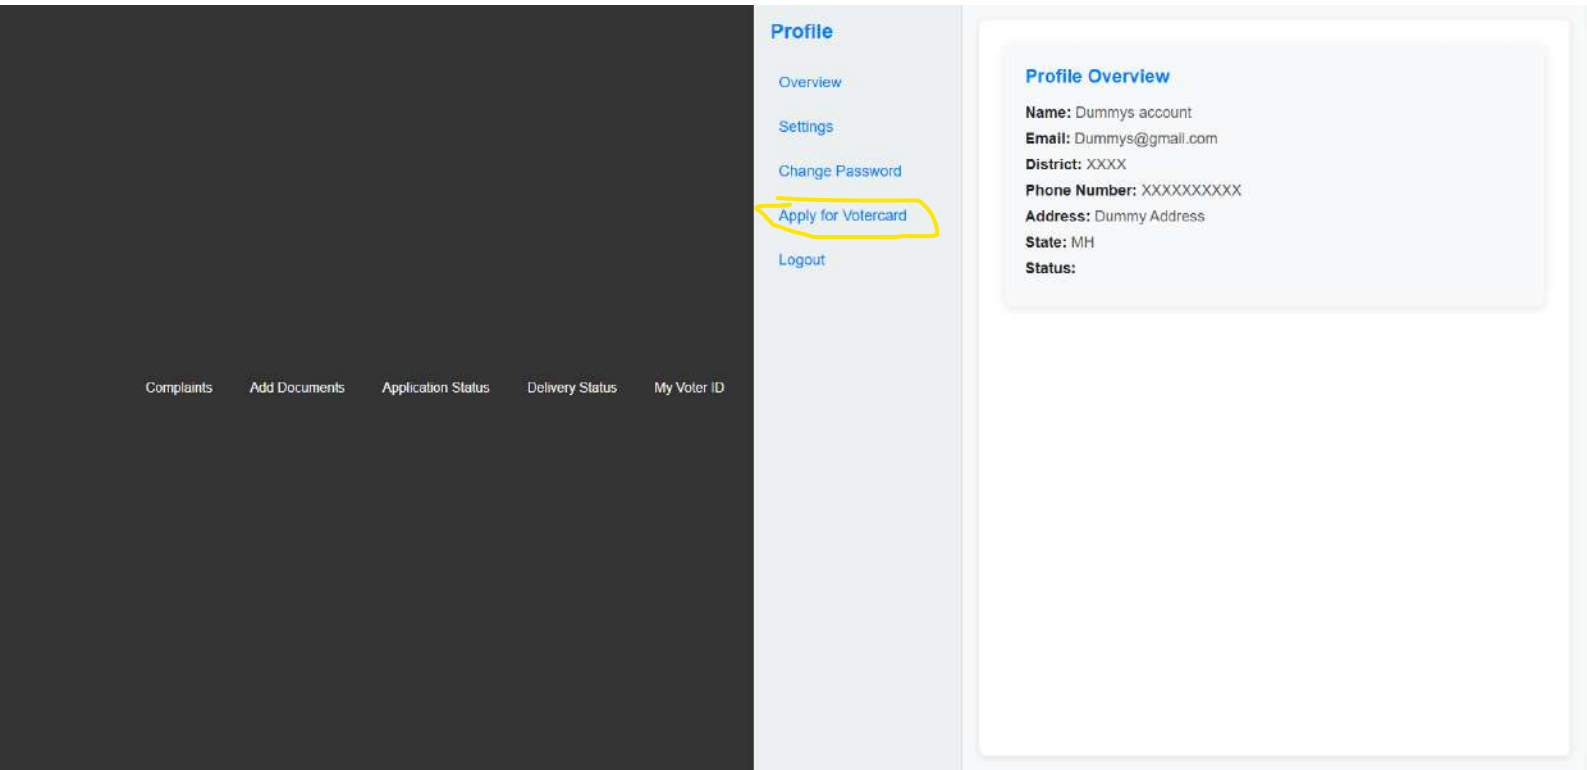 Complaints Add Documents Application Status Delivery Status My Voter ID
Profile
Overview
Settings
Change Password
Apply for Votercard
Logout
Profile Overview
Name: Dummys account
Email: Dummys@gmail.com
District: XXXX
Phone Number: XXXXXXXXXX
Address: Dummy Address
State: MH
Status: